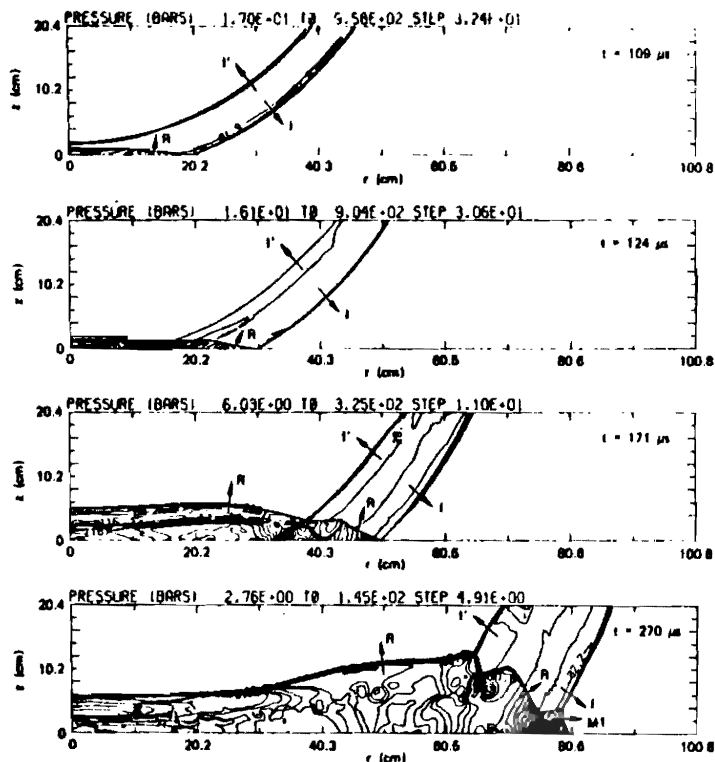 PRESSURE (BARS) 1.70E+01 TO 9.58E+02 STEP 3.24E+01
20.4
10.2
0
z (cm)
t = 109 μs
I'
I
R
0 20.2 40.3 60.5 80.6 100.8
r (cm)
PRESSURE (BARS) 1.61E+01 TO 9.04E+02 STEP 3.06E+01
20.4
10.2
0
z (cm)
t = 124 μs
I'
I
R
0 20.2 40.3 60.5 80.6 100.8
r (cm)
PRESSURE (BARS) 6.03E+00 TO 3.25E+02 STEP 1.10E+01
20.4
10.2
0
z (cm)
t = 171 μs
I'
R
R
I
0 20.2 40.3 60.5 80.6 100.8
r (cm)
PRESSURE (BARS) 2.76E+00 TO 1.45E+02 STEP 4.91E+00
20.4
10.2
0
z (cm)
t = 270 μs
I'
R
R
I
M1
0 20.2 40.3 60.5 80.6 100.8
r (cm)